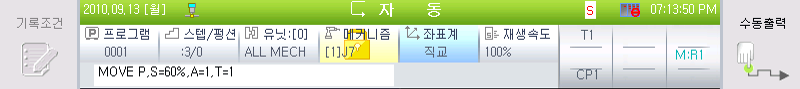 기록조건
2010.09.13 [월]
자 동
S
07:13:50 PM
수동출력
프로그램
0001
스텝/펑션
:3/0
유닛:[0]
ALL MECH
메커니즘
[1]J7
좌표계
직교
재생속도
100%
T1
CP1
M:R1
MOVE P,S=60%,A=1,T=1